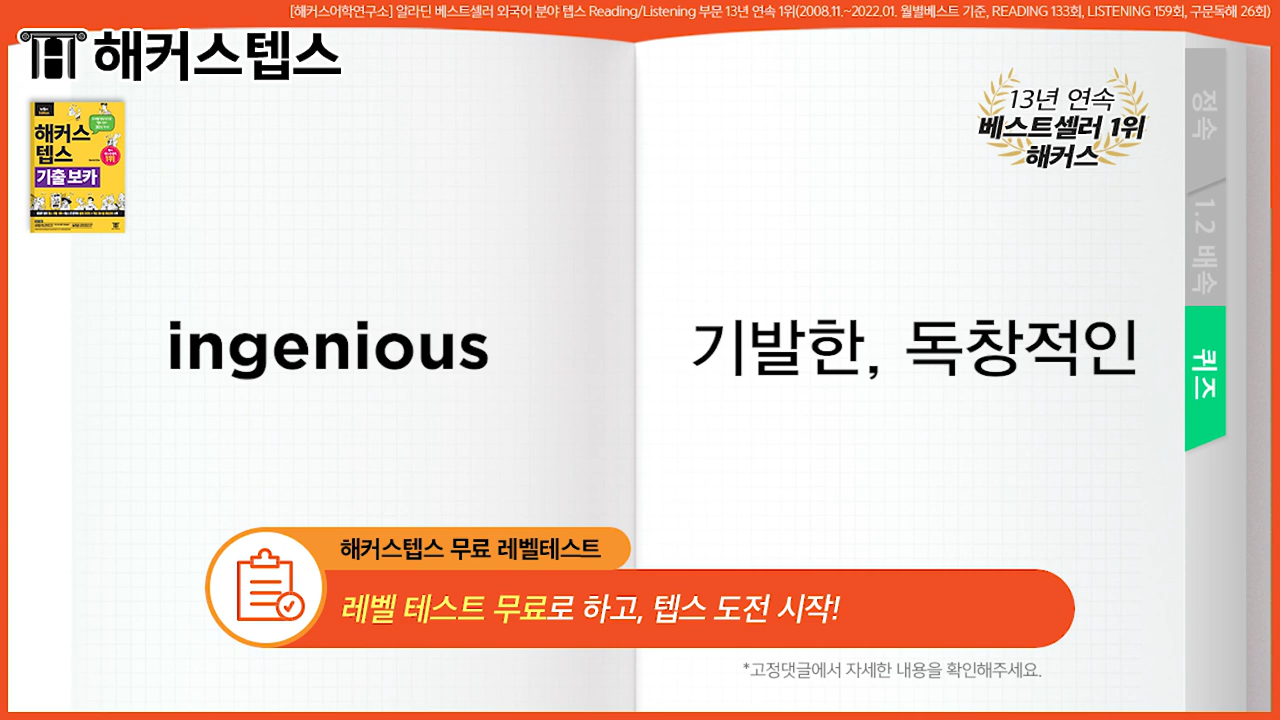 [해커스어학연구소] 알라딘 베스트셀러 외국어 분야 텝스 Reading/Listening 부문 13년 연속 1위(2008.11.~2022.01. 월별베스트 기준, READING 133회, LISTENING 159회, 구문독해 26회)
해커스텝스
해커스
텝스
기출 보카
13년 연속
베스트셀러 1위
해커스
정속
1.2 배속
퀴즈
ingenious
기발한, 독창적인
해커스텝스 무료 레벨테스트
레벨 테스트 무료로 하고, 텝스 도전 시작!
*고정댓글에서 자세한 내용을 확인해주세요.